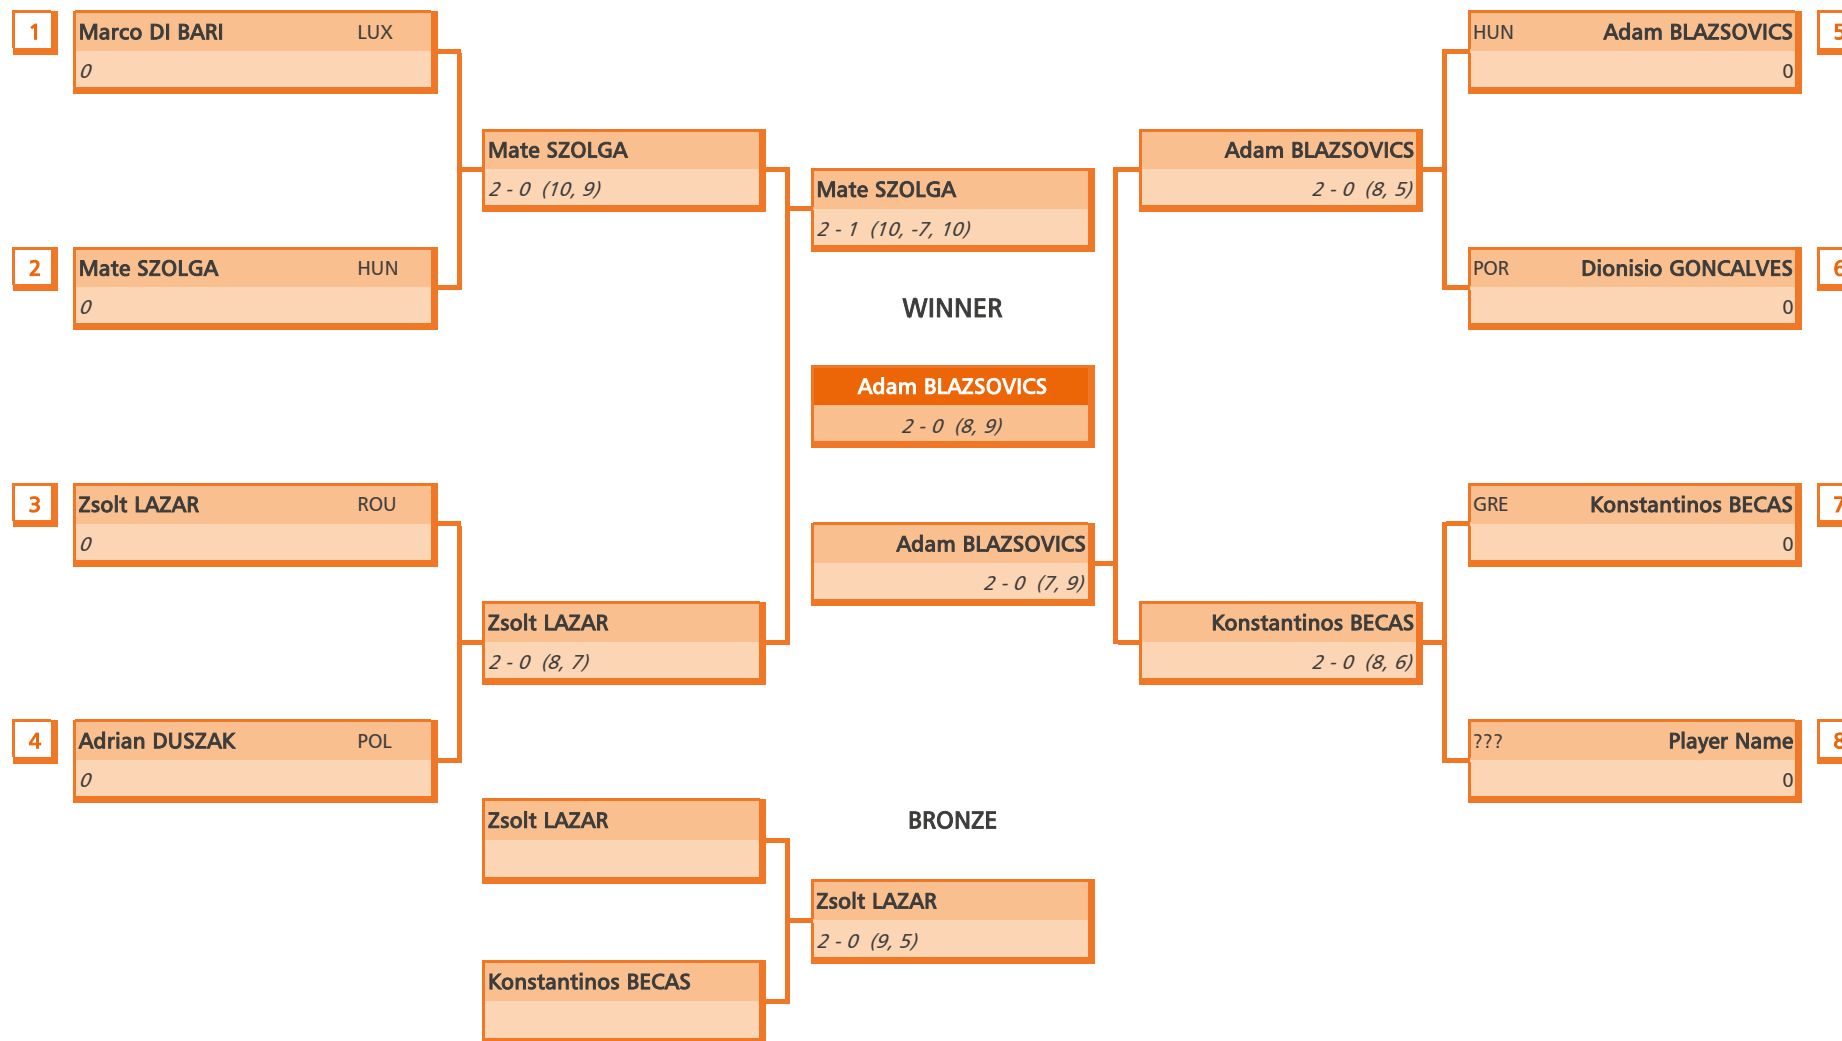 1
Marco DI BARI LUX
0
2
Mate SZOLGA HUN
0
3
Zsolt LAZAR ROU
0
4
Adrian DUSZAK POL
0
Mate SZOLGA
2 - 0 (10, 9)
Zsolt LAZAR
2 - 0 (8, 7)
Mate SZOLGA
2 - 1 (10, -7, 10)
WINNER
Adam BLAZSOVICS
2 - 0 (8, 9)
Adam BLAZSOVICS
2 - 0 (7, 9)
Adam BLAZSOVICS
2 - 0 (8, 5)
Konstantinos BECAS
2 - 0 (8, 6)
HUN Adam BLAZSOVICS
0
5
POR Dionisio GONCALVES
0
6
GRE Konstantinos BECAS
0
7
??? Player Name
0
8
BRONZE
Zsolt LAZAR
Konstantinos BECAS
Zsolt LAZAR
2 - 0 (9, 5)